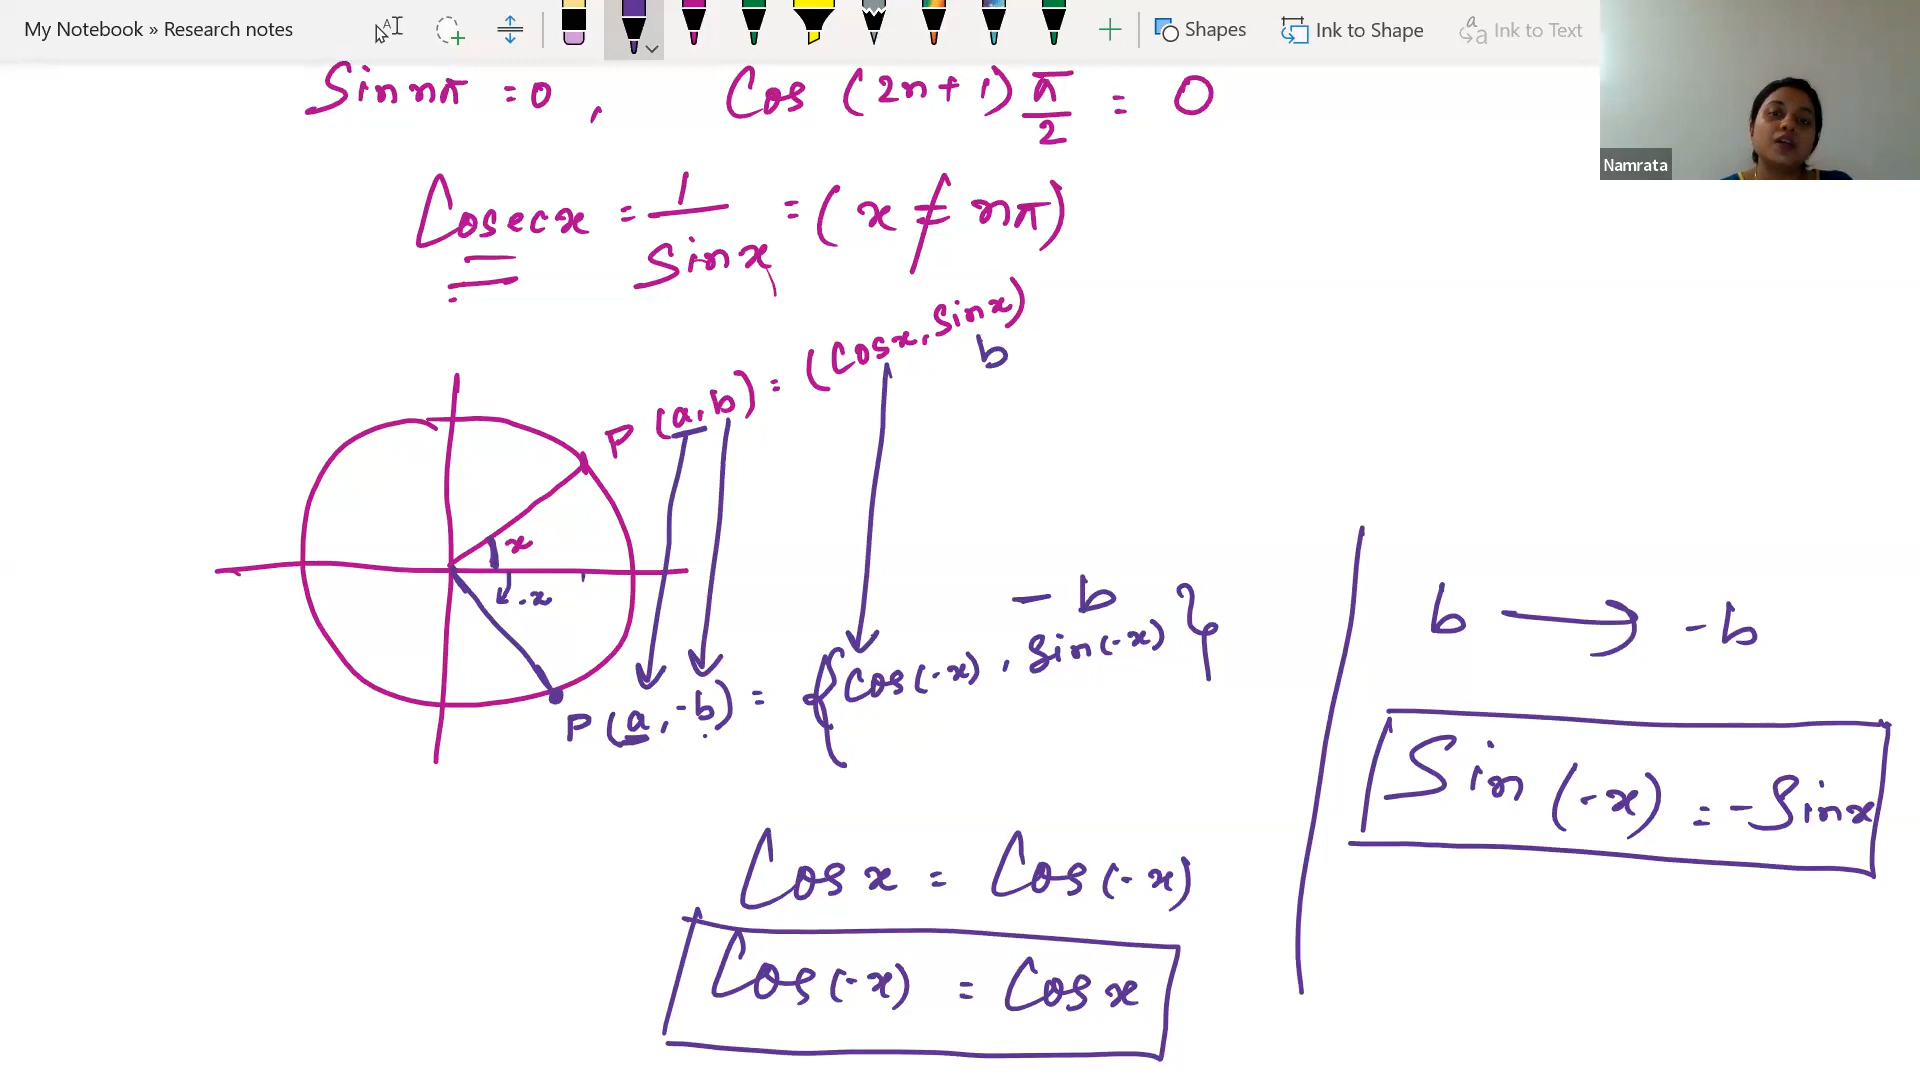 My Notebook » Research notes
Shapes
Ink to Shape
Ink to Text
Namrata
Sin nπ = 0 , Cos (2n+1) π/2 = 0
Cosec x = 1/Sin x = (x ≠ nπ)
P (a, b) = (Cos x, Sin x)
b
x
-x
- b
P (a, -b) = { Cos(-x), Sin(-x) }
b → -b
Sin (-x) = -Sin x
Cos x = Cos (-x)
Cos (-x) = Cos x